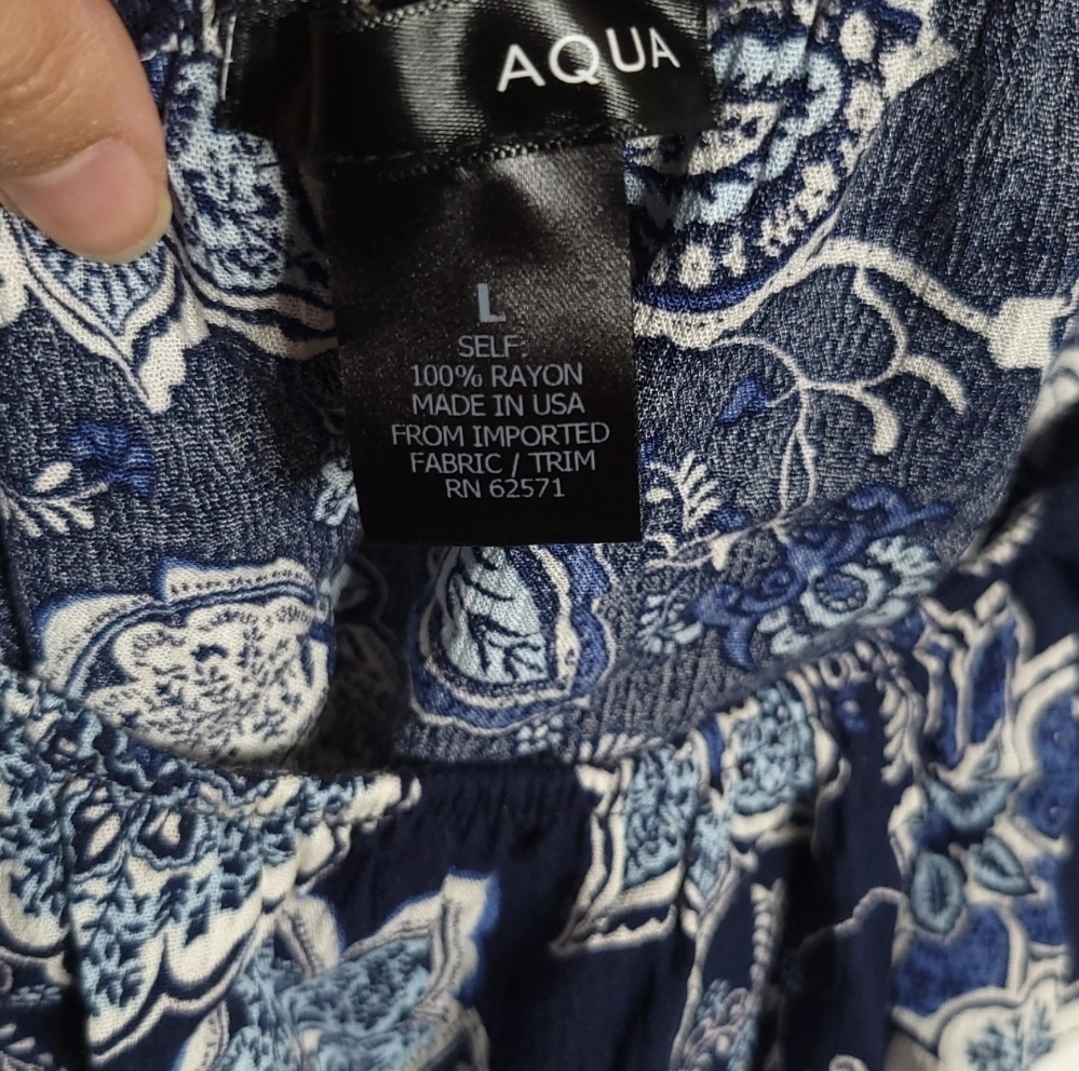 AQUA
L
SELF:
100% RAYON
MADE IN USA
FROM IMPORTED
FABRIC / TRIM
RN 62571